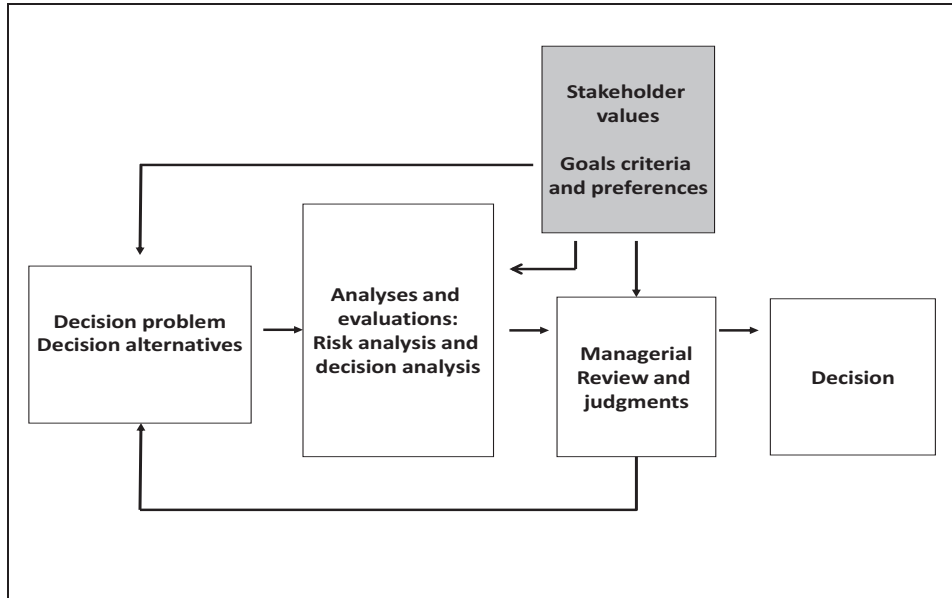 Stakeholder
values
Goals criteria
and preferences
Decision problem
Decision alternatives
Analyses and
evaluations:
Risk analysis and
decision analysis
Managerial
Review and
judgments
Decision